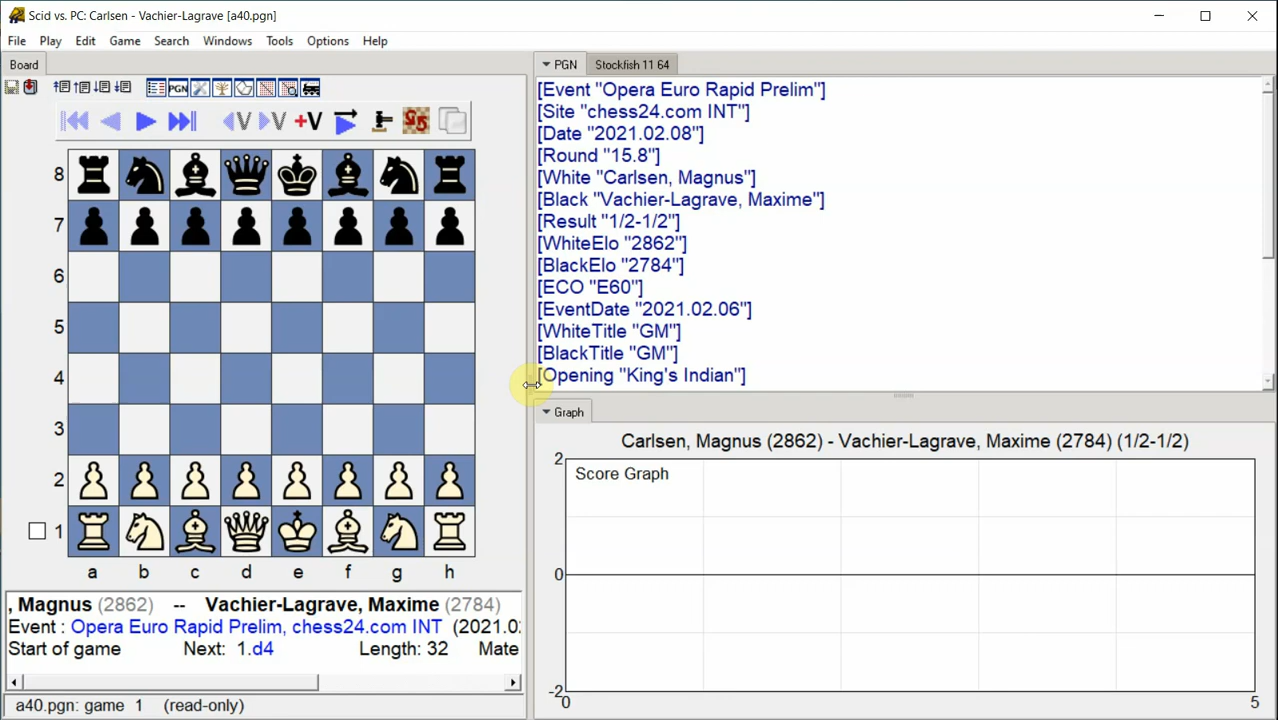 Scid vs. PC: Carlsen - Vachier-Lagrave [a40.pgn]
File Play Edit Game Search Windows Tools Options Help
Board
PGN
V V +V
8
7
6
5
4
3
2
1
a b c d e f g h
, Magnus (2862) -- Vachier-Lagrave, Maxime (2784)
Event : Opera Euro Rapid Prelim, chess24.com INT (2021.02
Start of game Next: 1.d4 Length: 32 Mate
a40.pgn: game 1 (read-only)
PGN Stockfish 11 64
[Event "Opera Euro Rapid Prelim"]
[Site "chess24.com INT"]
[Date "2021.02.08"]
[Round "15.8"]
[White "Carlsen, Magnus"]
[Black "Vachier-Lagrave, Maxime"]
[Result "1/2-1/2"]
[WhiteElo "2862"]
[BlackElo "2784"]
[ECO "E60"]
[EventDate "2021.02.06"]
[WhiteTitle "GM"]
[BlackTitle "GM"]
[Opening "King's Indian"]
Graph
Carlsen, Magnus (2862) - Vachier-Lagrave, Maxime (2784) (1/2-1/2)
2
Score Graph
0
-2
0 5